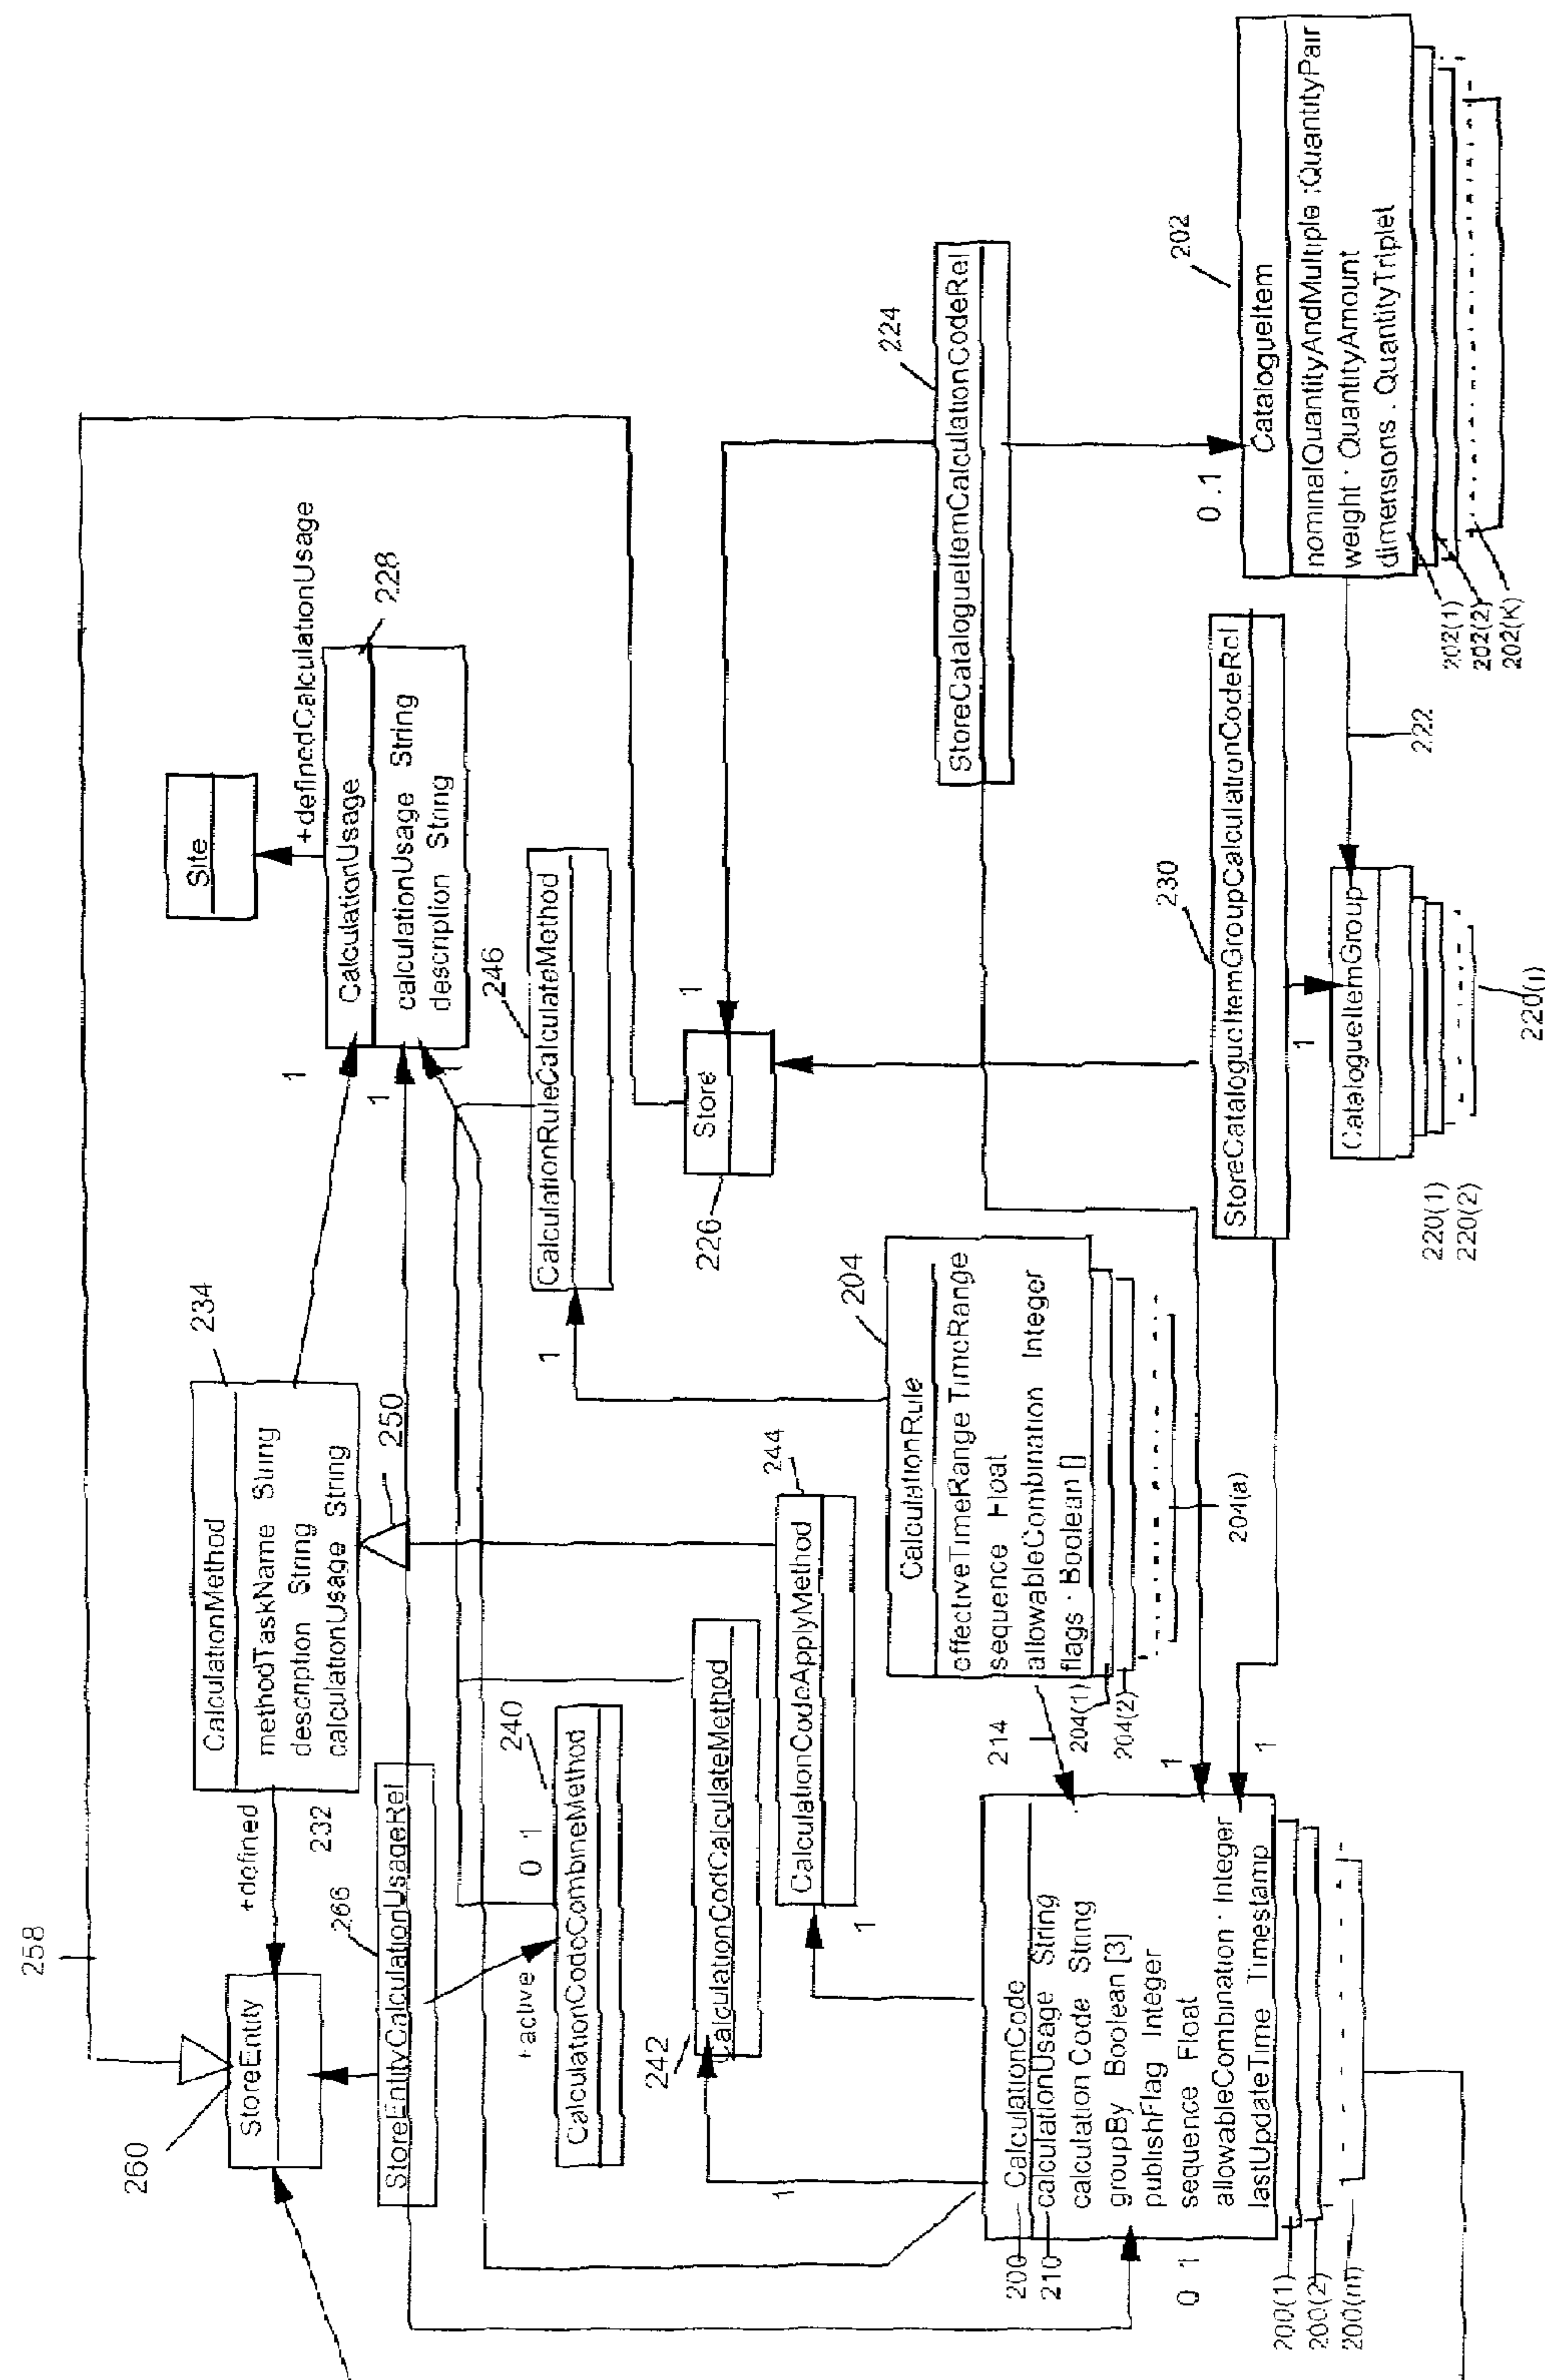 258
260
StoreEntity
+defined
232
CalculationMethod
methodTaskName String
description String
calculationUsage String
234
250
1
1
Site
+definedCalculationUsage
CalculationUsage
calculationUsage String
description String
228
266
StoreEntityCalculationUsageRel
+active
0 1
240
CalculationCodeCombineMethod
242
CalculationCodCalculateMethod
1
CalculationCodeApplyMethod
244
1
CalculationRuleCalculateMethod
246
1
Store
226
1
StoreCatalogueItemCalculationCodeRel
224
CalculationRule
effectiveTimeRange TimeRange
sequence Float
allowableCombination Integer
flags · Boolean []
204
204(1)
204(2)
204(a)
214
200
210
CalculationCode
calculationUsage String
calculation Code String
groupBy Boolean [3]
publishFlag Integer
sequence Float
allowableCombination · Integer
lastUpdateTime Timestamp
0 1
1
1
200(1)
200(2)
200(m)
StoreCatalogueItemGroupCalculationCodeRel
230
1
CatalogueItemGroup
220(1)
220(2)
220(j)
222
0.1
202
CatalogueItem
nominalQuantityAndMultiple :QuantityPair
weight · QuantityAmount
dimensions . QuantityTriplet
202(1)
202(2)
202(K)